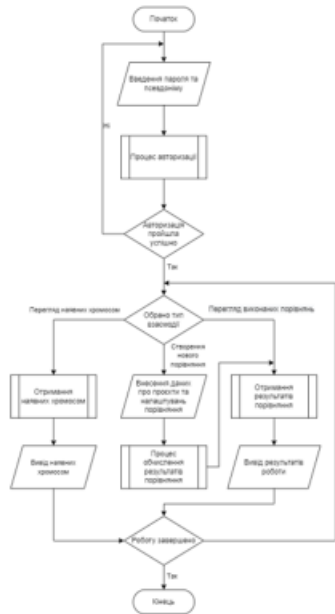 Початок
Введення пароля та
псевдоніму
Ні
Процес авторизації
Авторизація
пройшла
успішно
Так
Перегляд наявних хромосом
Обрано тип
взаємодії
Перегляд виконаних порівнянь
Створення
нового
порівняння
Отримання
наявних хромосом
Внесення даних
про проєкти та
налаштувань
порівняння
Отримання
результатів
порівняння
Вивід наявних
хромосом
Процес
обчислення
результатів
порівняння
Вивід результатів
роботи
Роботу завершено
Так
Кінець